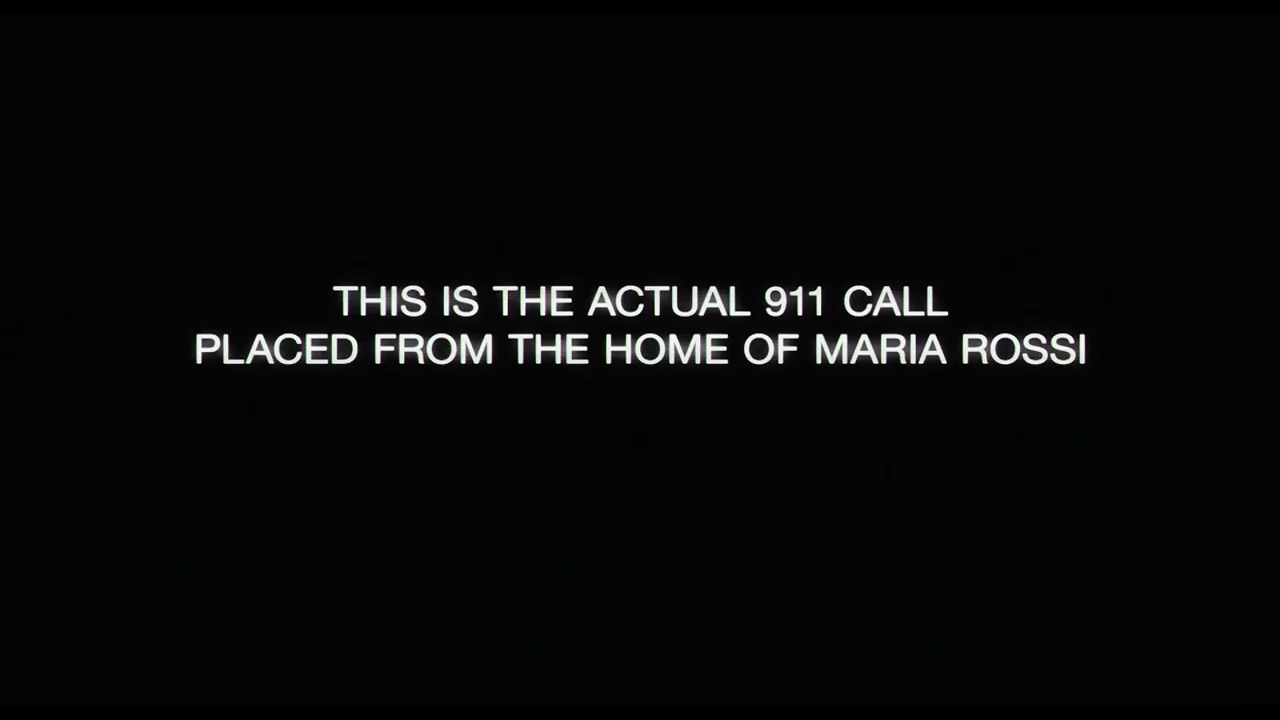 THIS IS THE ACTUAL 911 CALL
PLACED FROM THE HOME OF MARIA ROSSI